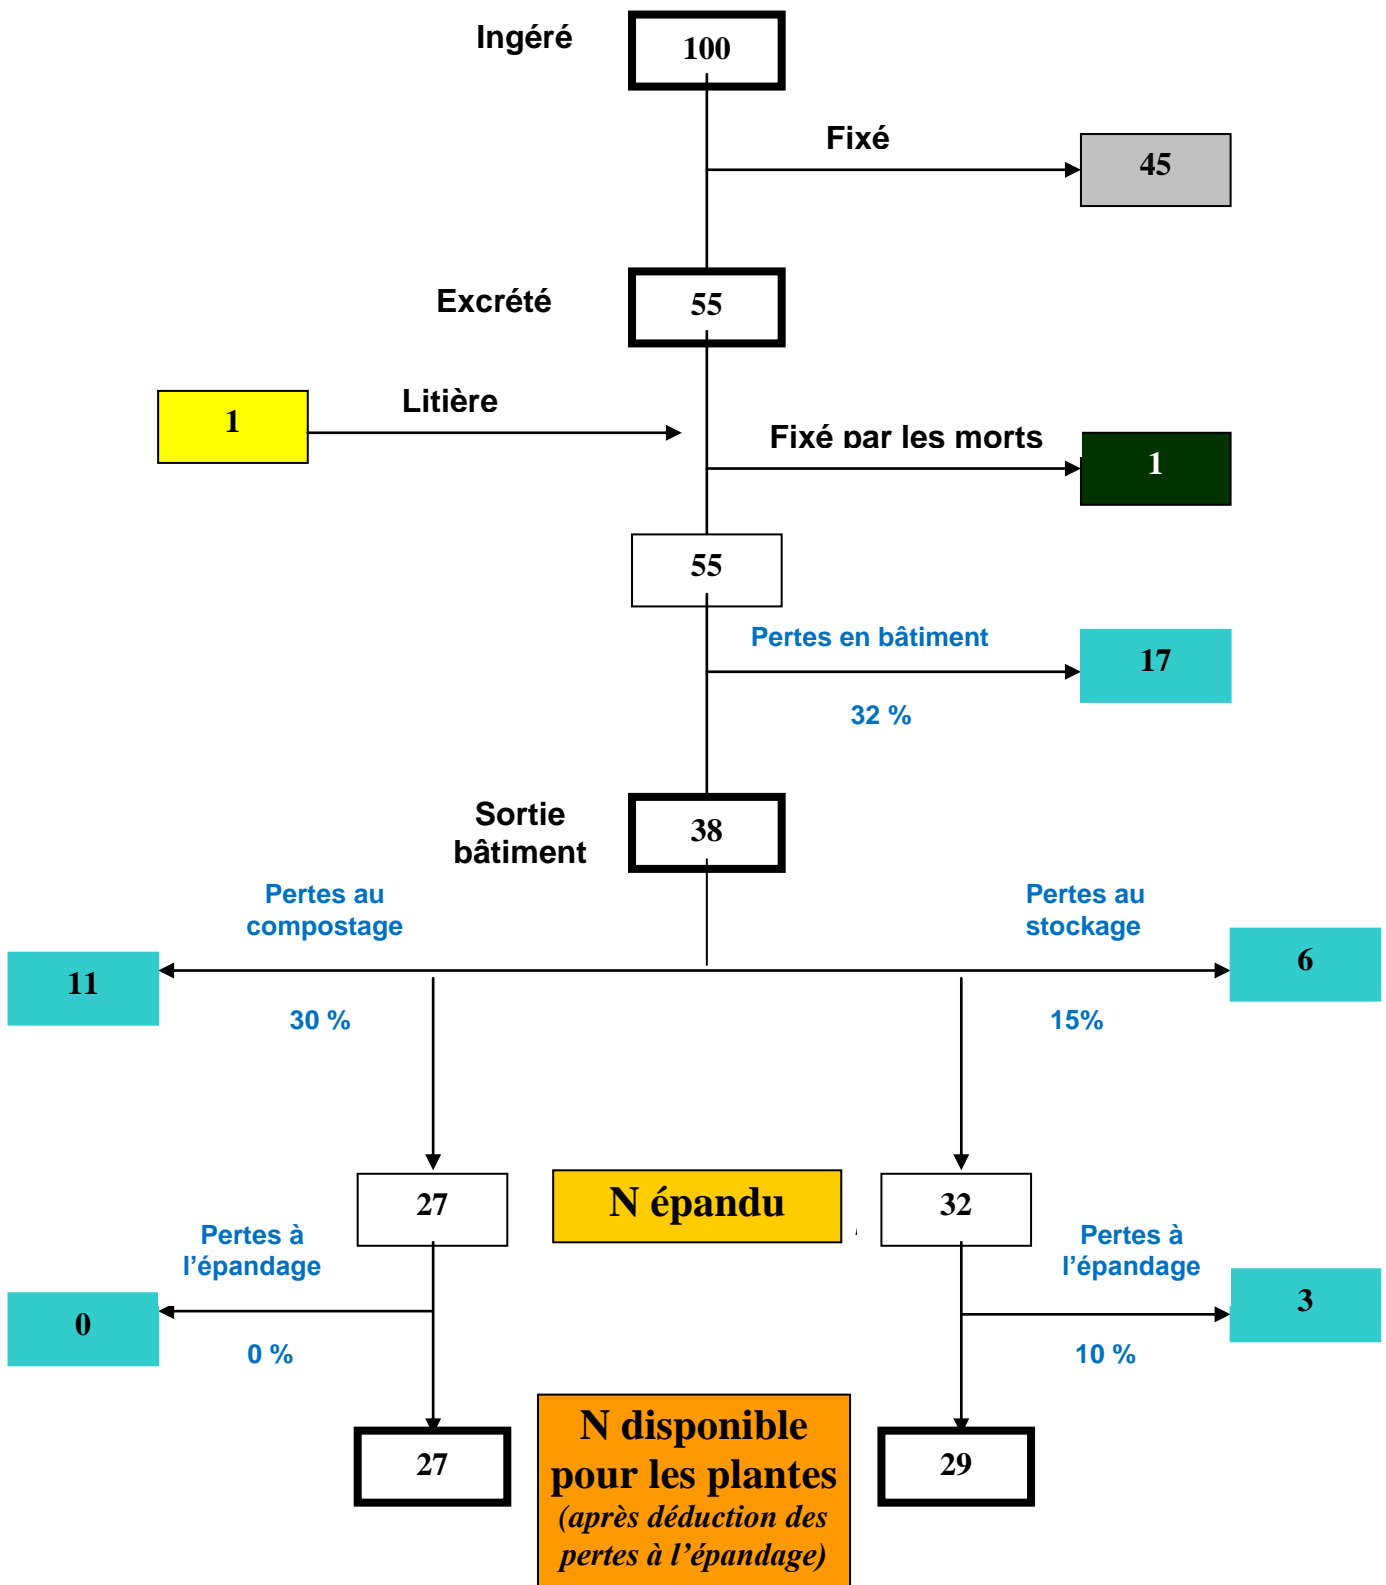 Ingéré
100
Fixé
45
Excrété
55
Litière
1
Fixé par les morts
1
55
Pertes en bâtiment
17
32 %
Sortie
bâtiment
38
Pertes au
compostage
Pertes au
stockage
11
6
30 %
15%
27
N épandu
32
Pertes à
l'épandage
Pertes à
l'épandage
0
3
0 %
10 %
27
N disponible
pour les plantes
(après déduction des
pertes à l'épandage)
29